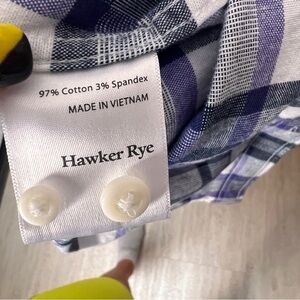 97% Cotton 3% Spandex
MADE IN VIETNAM
Hawker Rye